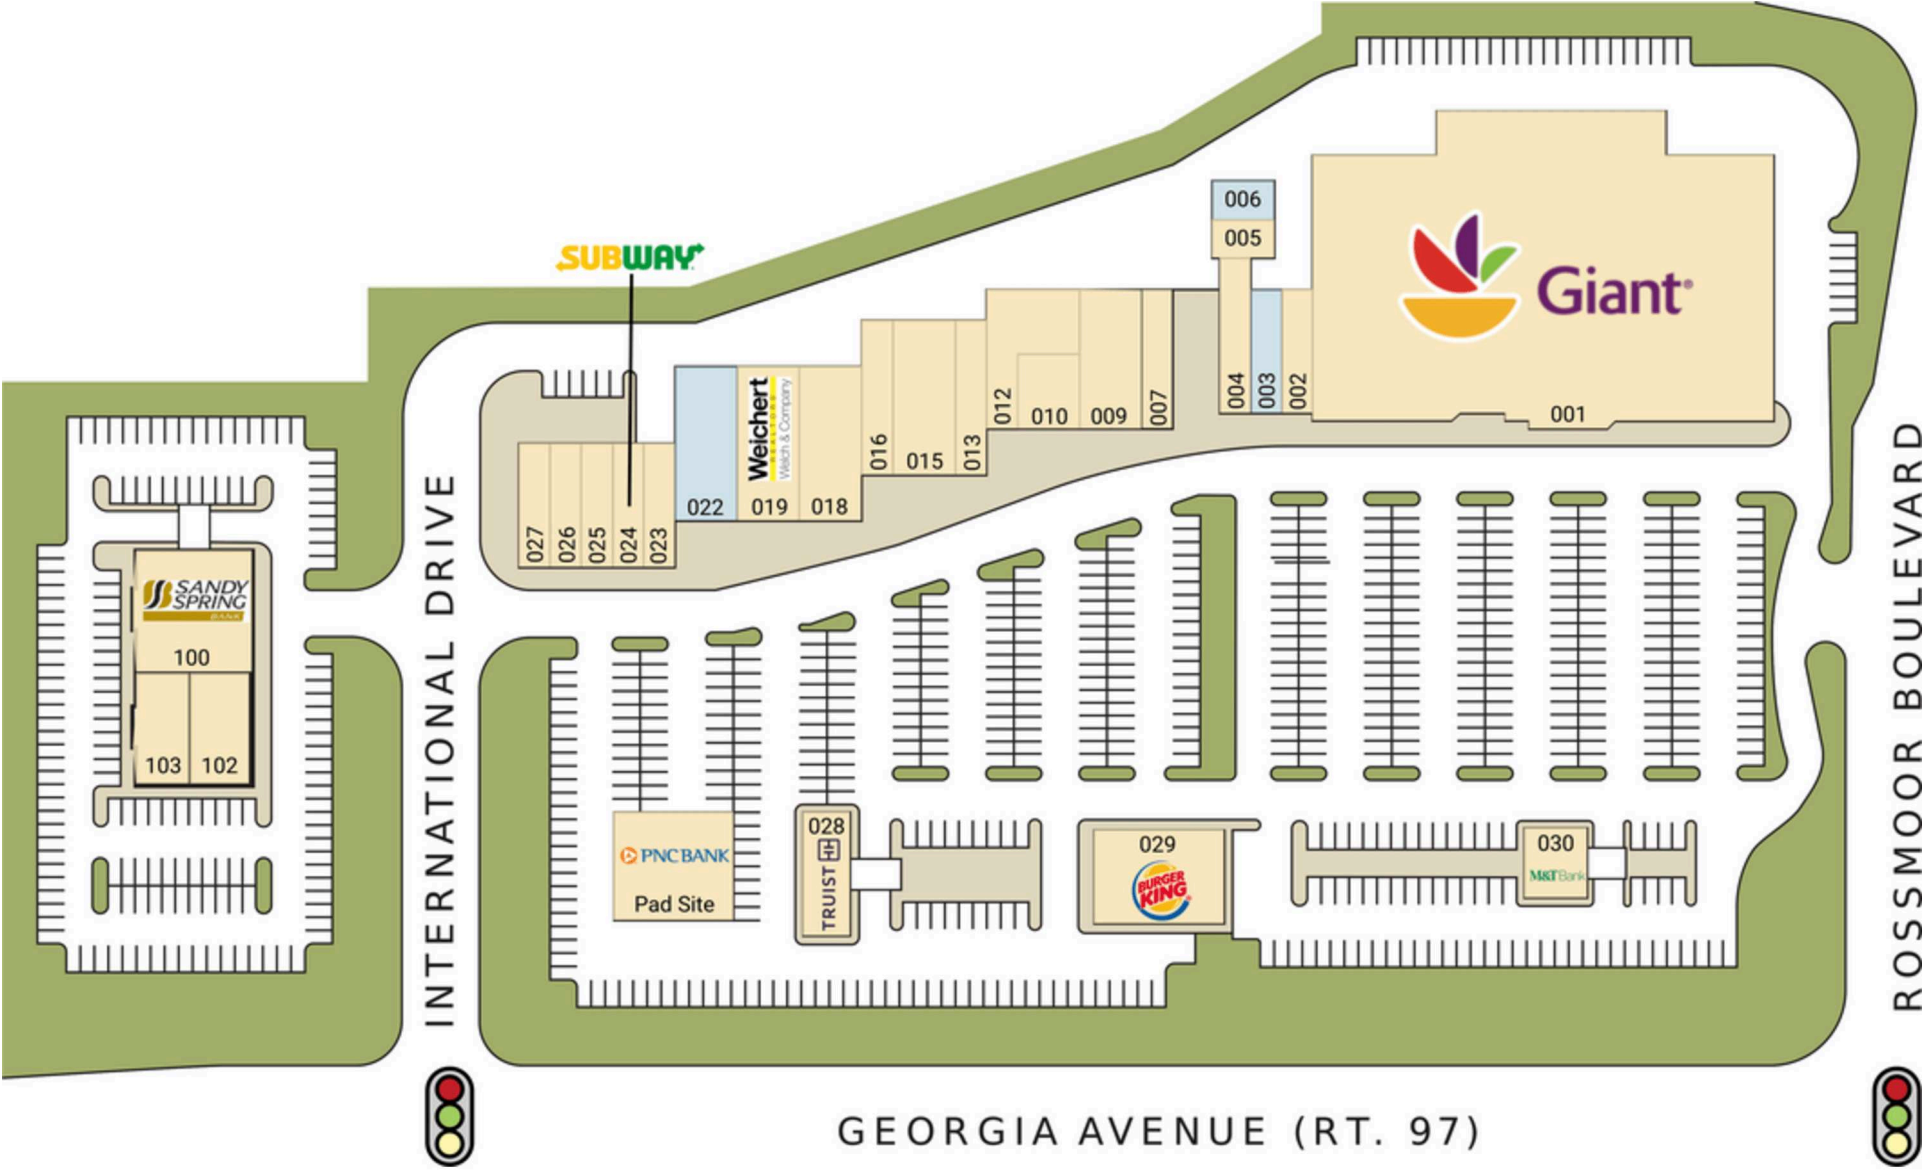 006
005
SUBWAY
Giant
004
003
002
001
012
010
009
007
016
015
013
Weichert
REALTORS
Welch & Company
022
019
018
027
026
025
024
023
SANDY
SPRING
BANK
100
103
102
INTERNATIONAL DRIVE
ROSSMOOR BOULEVARD
PNC BANK
Pad Site
028
TRUIST
029
BURGER
KING
030
M&T Bank
GEORGIA AVENUE (RT. 97)